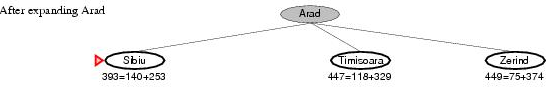 After expanding Arad
Arad
Sibiu
Timisoara
Zerind
393=140+253
447=118+329
449=75+374